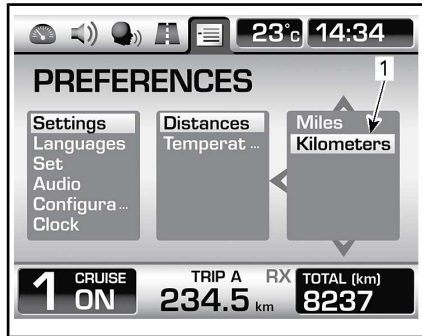 23°c 14:34
PREFERENCES
1
Settings
Languages
Set
Audio
Configura ...
Clock
Distances
Temperat ...
Miles
Kilometers
1 CRUISE ON
TRIP A
234.5 km
RX
TOTAL (km)
8237